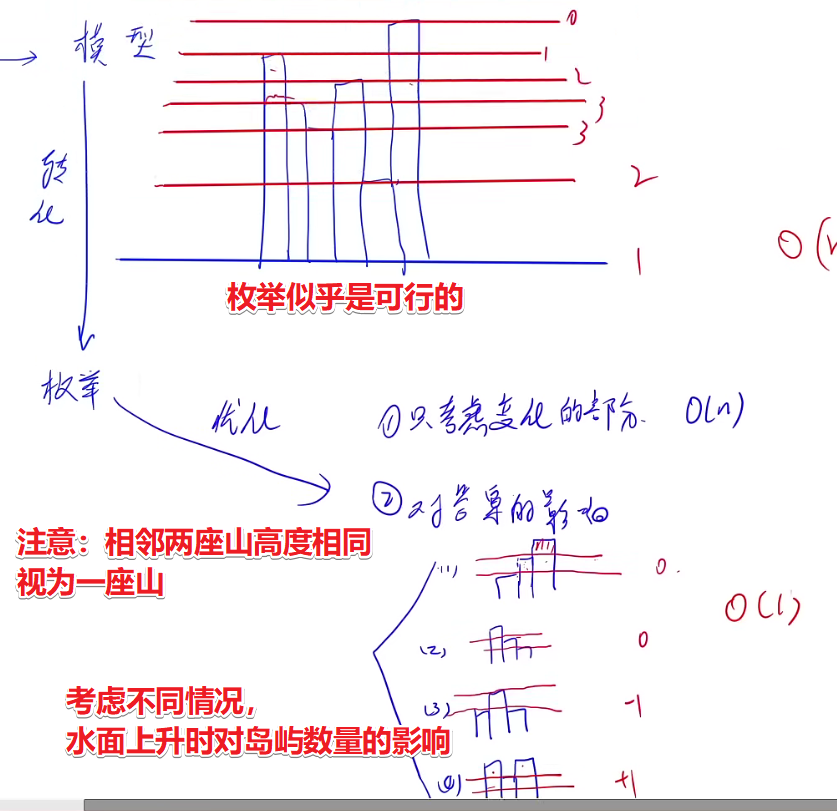 模型
0
1
2
3
3
2
1
转化
枚举似乎是可行的
枚举
优化
①只考虑变化的部分. O(n)
②对答案的影响
注意：相邻两座山高度相同
视为一座山
(1) 0
O(1)
(2) 0
考虑不同情况，
水面上升时对岛屿数量的影响
(3) -1
(4) +1